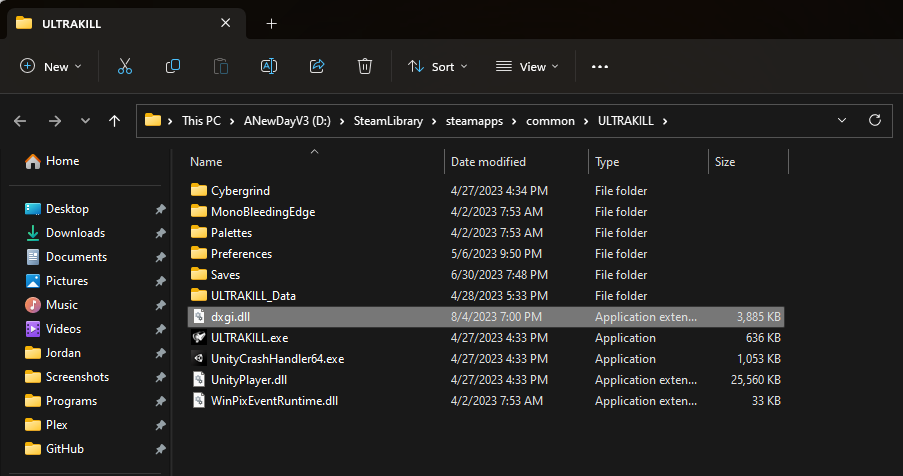 ULTRAKILL
New
Sort
View
This PC
ANewDayV3 (D:)
SteamLibrary
steamapps
common
ULTRAKILL
Home
Desktop
Downloads
Documents
Pictures
Music
Videos
Jordan
Screenshots
Programs
Plex
GitHub
Name Date modified Type Size
Cybergrind 4/27/2023 4:34 PM File folder
MonoBleedingEdge 4/2/2023 7:53 AM File folder
Palettes 4/2/2023 7:53 AM File folder
Preferences 5/6/2023 9:50 PM File folder
Saves 6/30/2023 7:48 PM File folder
ULTRAKILL_Data 4/28/2023 5:33 PM File folder
dxgi.dll 8/4/2023 7:00 PM Application exten... 3,885 KB
ULTRAKILL.exe 4/27/2023 4:33 PM Application 636 KB
UnityCrashHandler64.exe 4/27/2023 4:33 PM Application 1,053 KB
UnityPlayer.dll 4/27/2023 4:33 PM Application exten... 25,560 KB
WinPixEventRuntime.dll 4/2/2023 7:53 AM Application exten... 33 KB